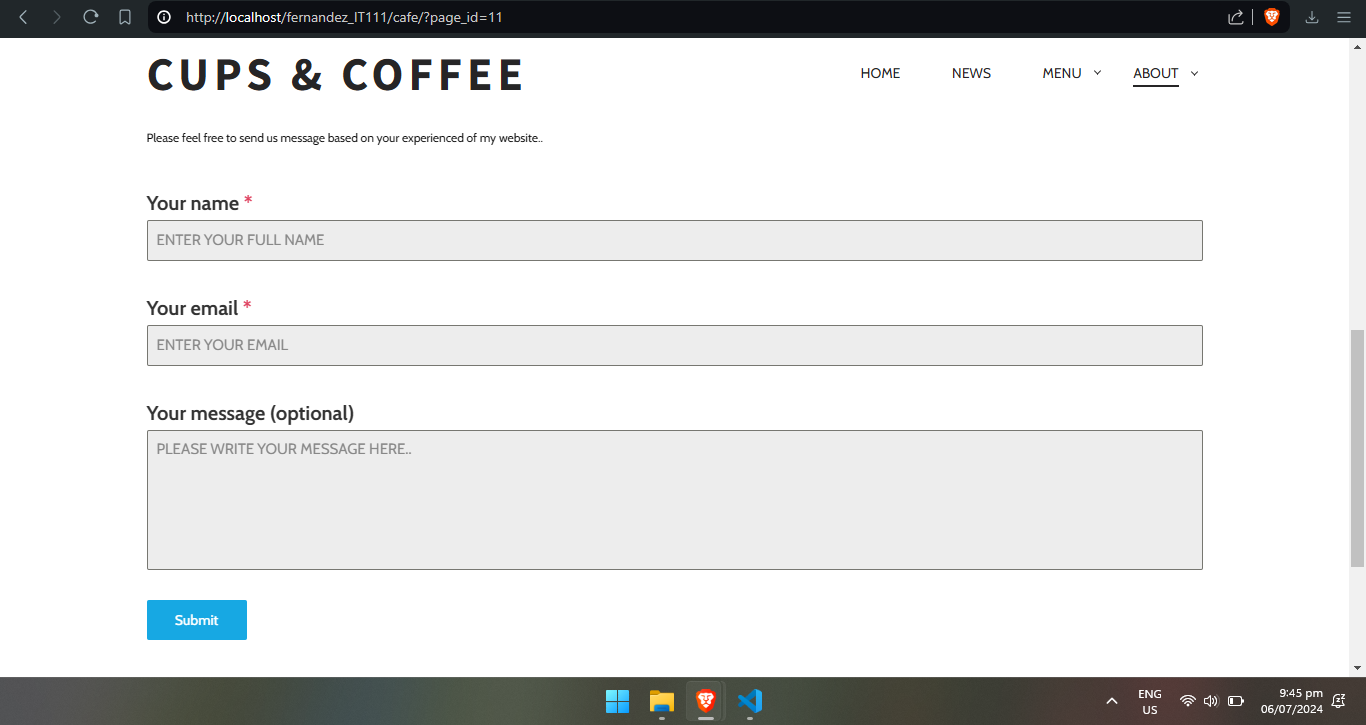 http://localhost/fernandez_IT111/cafe/?page_id=11
CUPS & COFFEE
HOME NEWS MENU ABOUT
Please feel free to send us message based on your experienced of my website..
Your name *
ENTER YOUR FULL NAME
Your email *
ENTER YOUR EMAIL
Your message (optional)
PLEASE WRITE YOUR MESSAGE HERE..
Submit
ENG
US
9:45 pm
06/07/2024